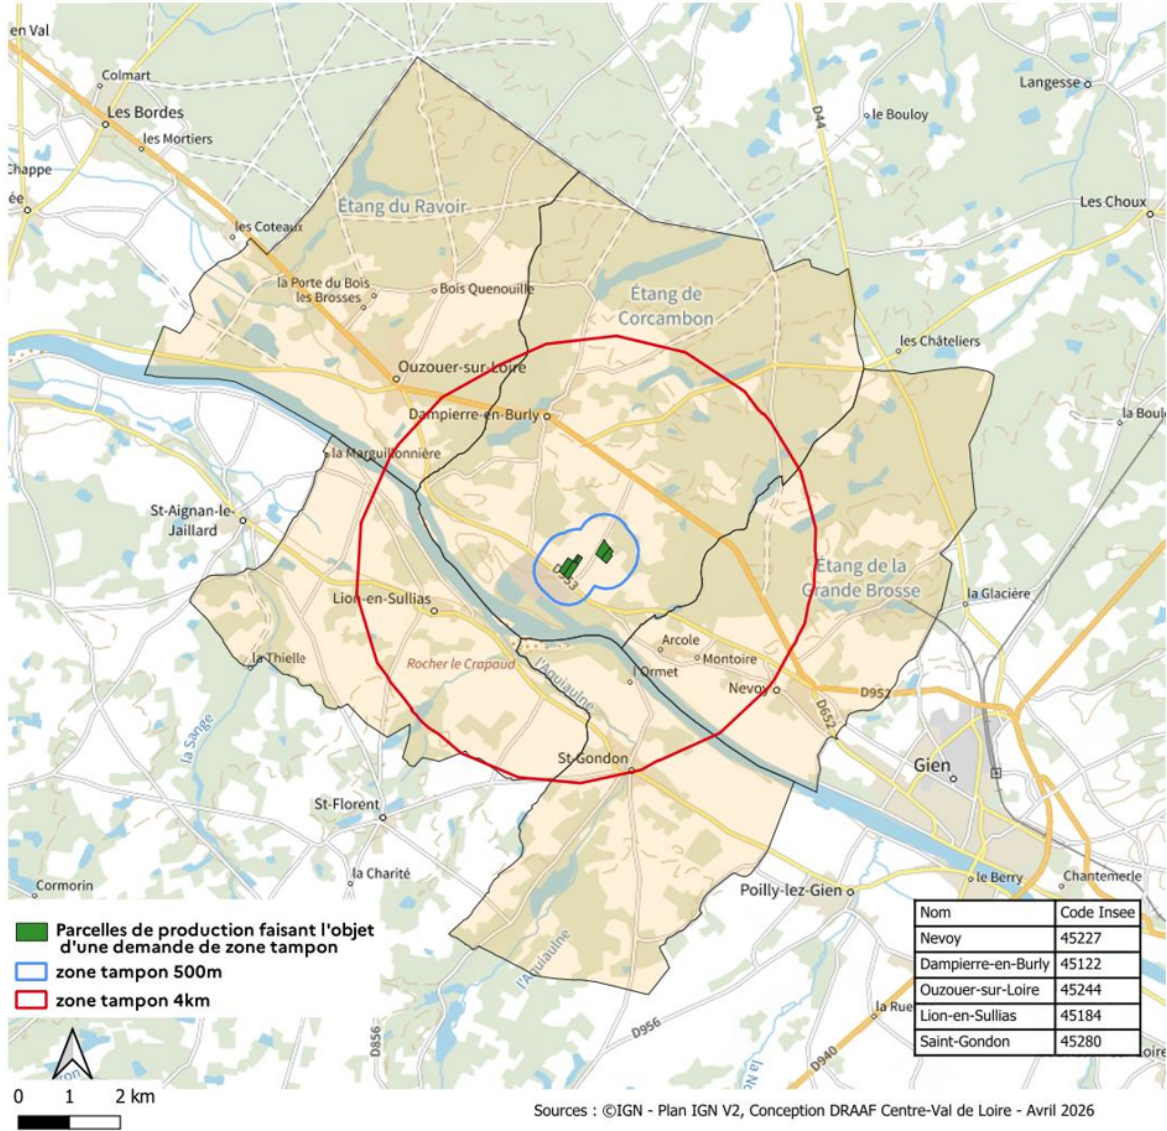 en Val
Colmart
Langesse
Les Bordes
D44
le Bouloy
les Mortiers
Chappe
ée
Étang du Ravoir
Les Choux
les Coteaux
la Porte du Bois
les Brosses
Bois Quenouille
Étang de
Corcambon
les Châteliers
Ouzouer-sur-Loire
Dampierre-en-Burly
la Boul
la Marguillonnière
St-Aignan-le-
Jaillard
D953
Étang de la
Grande Brosse
la Glacière
Lion-en-Sullias
Arcole
Montoire
la Thielle
Rocher le Crapaud
l'Aquiaulne
l'Ormet
Nevoy
D952
D652
la Sange
St-Gondon
Gien
St-Florent
la Charité
le Berry
Chantemerle
Cormorin
Poilly-lez-Gien
Parcelles de production faisant l'objet
d'une demande de zone tampon
zone tampon 500m
zone tampon 4km
l'Aquiaulne
Nom Code Insee
Nevoy 45227
Dampierre-en-Burly 45122
Ouzouer-sur-Loire 45244
Lion-en-Sullias 45184
Saint-Gondon 45280
la Rue
D856
D956
D940
la No
Loire
0 1 2 km
Sources : ©IGN - Plan IGN V2, Conception DRAAF Centre-Val de Loire - Avril 2026